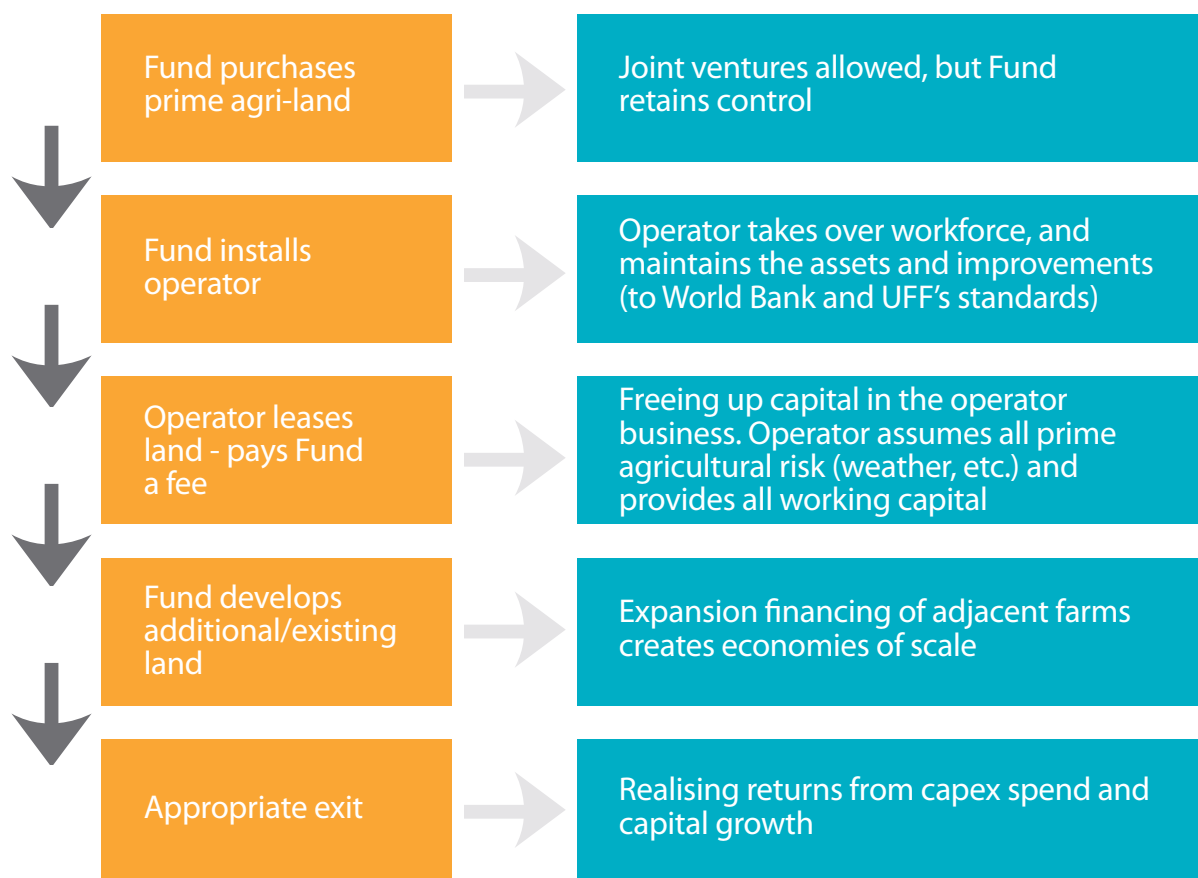 Fund purchases
prime agri-land
Joint ventures allowed, but Fund
retains control
Fund installs
operator
Operator takes over workforce, and
maintains the assets and improvements
(to World Bank and UFF's standards)
Operator leases
land - pays Fund
a fee
Freeing up capital in the operator
business. Operator assumes all prime
agricultural risk (weather, etc.) and
provides all working capital
Fund develops
additional/existing
land
Expansion financing of adjacent farms
creates economies of scale
Appropriate exit
Realising returns from capex spend and
capital growth